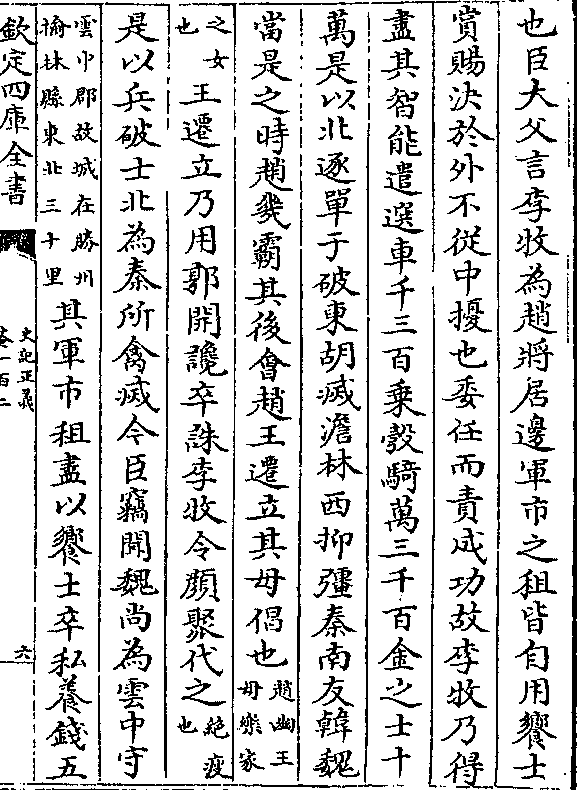 也臣大父言李牧為趙將居邊軍市之租皆自用饗士
賞賜決於外不從中擾也委任而責成功故李牧乃得
盡其智能遣選車千三百乘彀騎萬三千百金之士十
萬是以北逐單于破東胡滅澹林西抑彊秦南友韓魏
當是之時趙幾霸其後會趙王遷立其母倡也趙幽王母樂家
之女也王遷立乃用郭開讒卒誅李牧令顔聚代之絶疲也
是以兵破士北為秦所禽滅今臣竊聞魏尚為雲中守
雲中郡故城在勝州榆林縣東北三十里其軍市租盡以饗士卒私養錢五
欽定四庫全書
史記正義
卷一百二
六